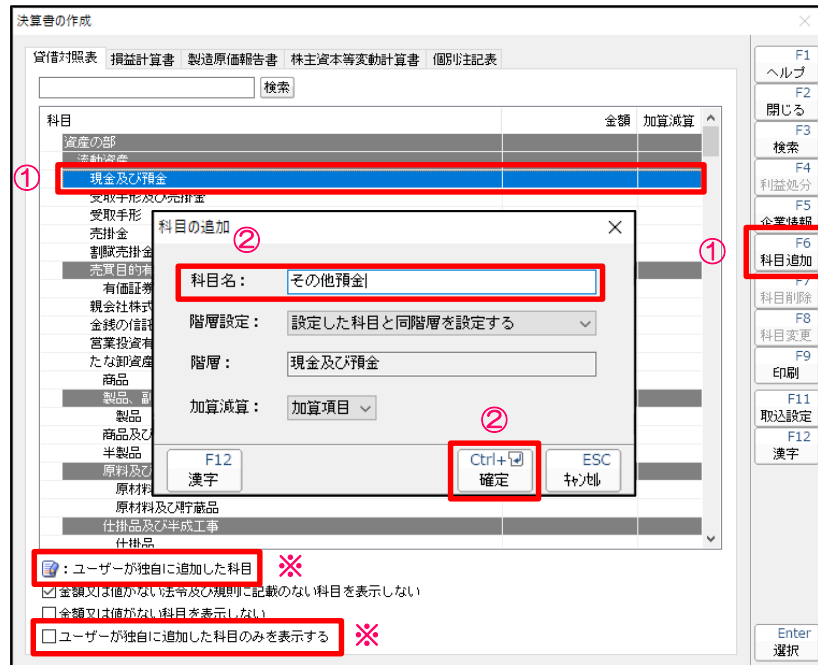 決算書の作成
貸借対照表 損益計算書 製造原価報告書 株主資本等変動計算書 個別注記表
検索
科目 金額 加算減算
資産の部
流動資産
① 現金及び預金
受取手形及び売掛金
受取手形
売掛金
割賦売掛金
売買目的有
有価証券
親会社株式
金銭の信託
営業投資有
たな卸資産
商品
製品、副
製品
商品及び
半製品
原料及び
原材料
原材料及び貯蔵品
仕掛品及び半成工事
仕掛品
科目の追加
②
科目名： その他預金
階層設定： 設定した科目と同階層を設定する
階層： 現金及び預金
加算減算： 加算項目
②
F12
漢字
Ctrl+
確定
ESC
ｷｬﾝｾﾙ
：ユーザーが独自に追加した科目 ※
金額又は値がない法令及び規則に記載のない科目を表示しない
金額又は値がない科目を表示しない
ユーザーが独自に追加した科目のみを表示する ※
F1
ヘルプ
F2
閉じる
F3
検索
F4
利益処分
F5
企業情報
①
F6
科目追加
F7
科目削除
F8
科目変更
F9
印刷
F11
取込設定
F12
漢字
Enter
選択